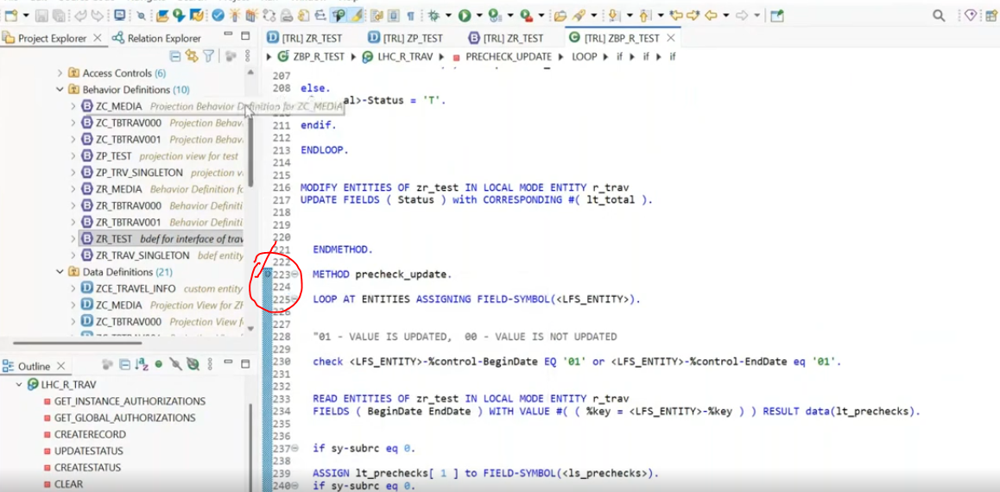 Project Explorer
Relation Explorer
[TRL] ZR_TEST
[TRL] ZP_TEST
[TRL] ZR_TEST
[TRL] ZBP_R_TEST
ZBP_R_TEST
LHC_R_TRAV
PRECHECK_UPDATE
LOOP
if
if
if
Access Controls (6)
Behavior Definitions (10)
ZC_MEDIA Projection Behavior Definition for ZC_MEDIA
ZC_TBTRAV000 Projection Behav
ZC_TBTRAV001 Projection Behav
ZP_TEST projection view for test
ZP_TRV_SINGLETON projection v
ZR_MEDIA Behavior Definition fo
ZR_TBTRAV000 Behavior Definiti
ZR_TBTRAV001 Behavior Definiti
ZR_TEST bdef for interface of trav
ZR_TRAV_SINGLETON bdef entity
Data Definitions (21)
ZCE_TRAVEL_INFO custom entity
ZC_MEDIA Projection View for ZF
ZC_TBTRAV000 Projection View f
Outline
LHC_R_TRAV
GET_INSTANCE_AUTHORIZATIONS
GET_GLOBAL_AUTHORIZATIONS
CREATERECORD
UPDATESTATUS
CREATESTATUS
CLEAR
207
208 else.
al>-Status = 'T'.
211 endif.
212
213 ENDLOOP.
214
215
216 MODIFY ENTITIES OF zr_test IN LOCAL MODE ENTITY r_trav
217 UPDATE FIELDS ( Status ) with CORRESPONDING #( lt_total ).
218
219
220
221 ENDMETHOD.
222
223 METHOD precheck_update.
224
225 LOOP AT ENTITIES ASSIGNING FIELD-SYMBOL(<LFS_ENTITY>).
226
227
228 "01 - VALUE IS UPDATED, 00 - VALUE IS NOT UPDATED
229
230 check <LFS_ENTITY>-%control-BeginDate EQ '01' or <LFS_ENTITY>-%control-EndDate eq '01'.
231
232
233 READ ENTITIES OF zr_test IN LOCAL MODE ENTITY r_trav
234 FIELDS ( BeginDate EndDate ) WITH VALUE #( ( %key = <LFS_ENTITY>-%key ) ) RESULT data(lt_prechecks).
235
236
237 if sy-subrc eq 0.
238
239 ASSIGN lt_prechecks[ 1 ] to FIELD-SYMBOL(<ls_prechecks>).
240 if sy-subrc eq 0.